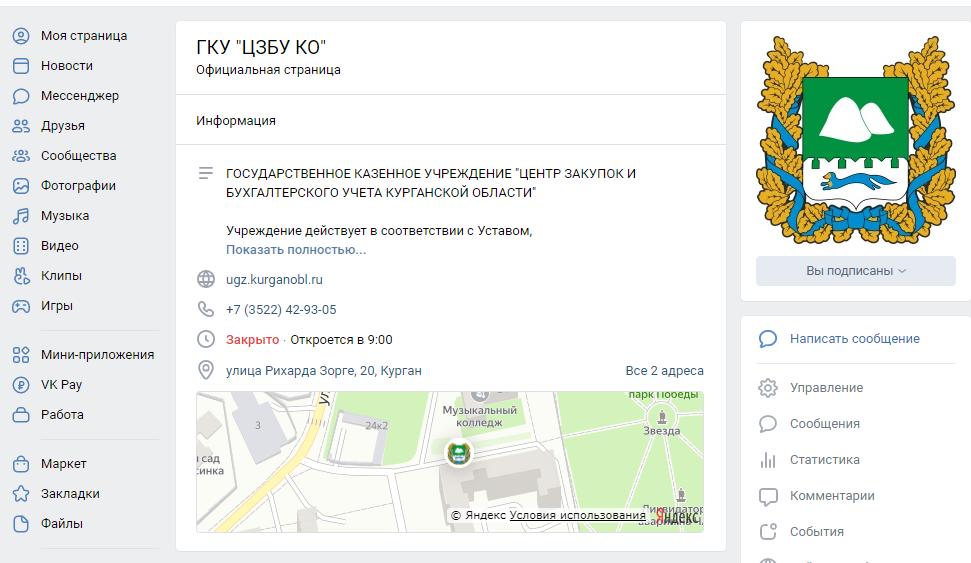 Моя страница
Новости
Мессенджер
Друзья
Сообщества
Фотографии
Музыка
Видео
Клипы
Игры
Мини-приложения
VK Pay
Работа
Маркет
Закладки
Файлы
ГКУ "ЦЗБУ КО"
Официальная страница
Информация
ГОСУДАРСТВЕННОЕ КАЗЕННОЕ УЧРЕЖДЕНИЕ "ЦЕНТР ЗАКУПОК И
БУХГАЛТЕРСКОГО УЧЕТА КУРГАНСКОЙ ОБЛАСТИ"
Учреждение действует в соответствии с Уставом,
Показать полностью...
ugz.kurganobl.ru
+7 (3522) 42-93-05
Закрыто · Откроется в 9:00
улица Рихарда Зорге, 20, Курган
Все 2 адреса
ул
3
24к2
Музыкальный
колледж
парк Победы
Звезда
сад
синка
Ликвидатор
© Яндекс Условия использования
Яндекс
Вы подписаны
Написать сообщение
Управление
Сообщения
Статистика
Комментарии
События